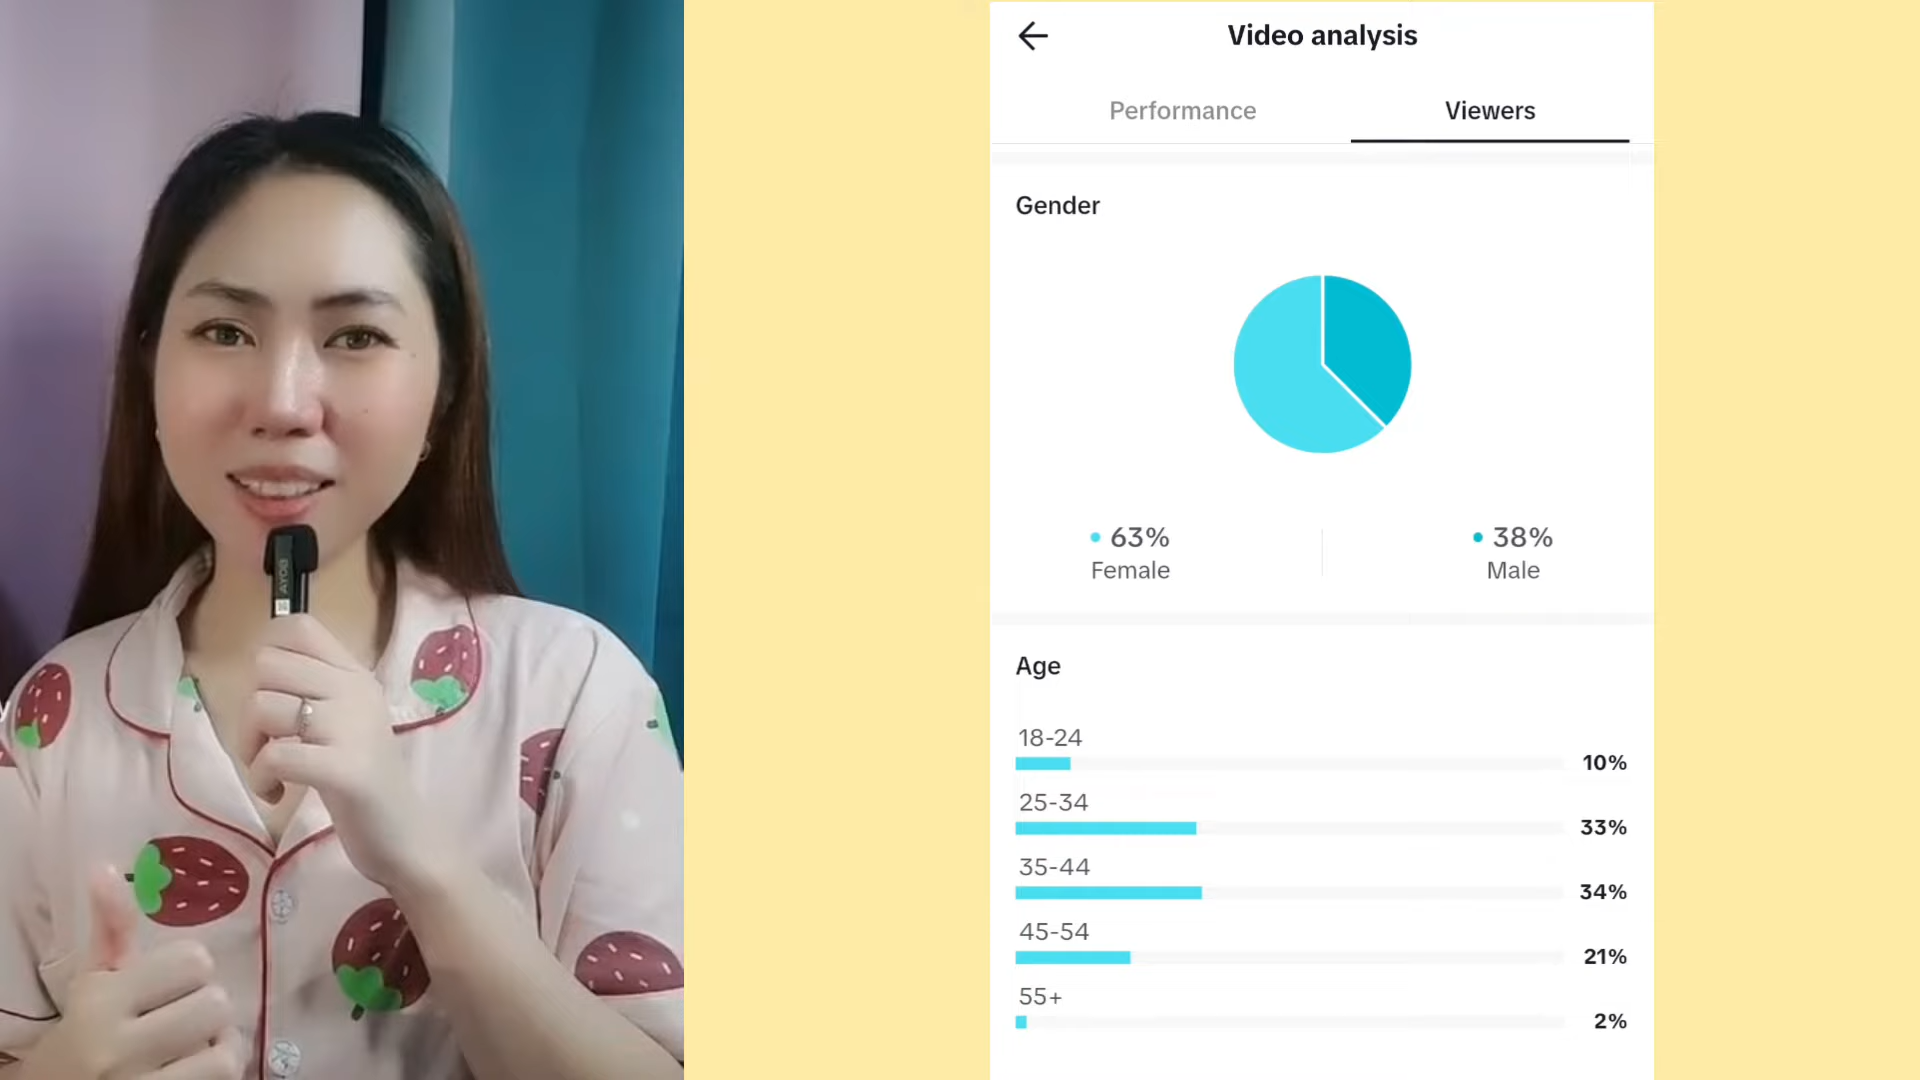 BOYA
Video analysis
Performance
Viewers
Gender
63%
Female
38%
Male
Age
18-24
10%
25-34
33%
35-44
34%
45-54
21%
55+
2%